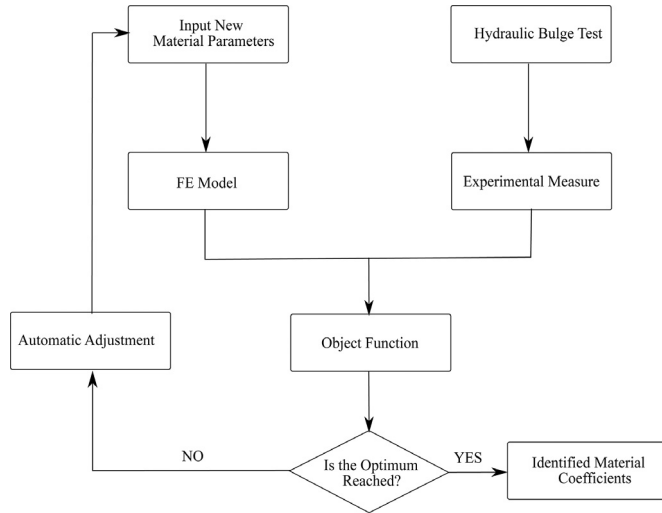 Input New
Material Parameters
Hydraulic Bulge Test
FE Model
Experimental Measure
Automatic Adjustment
Object Function
NO
Is the Optimum
Reached?
YES
Identified Material
Coefficients